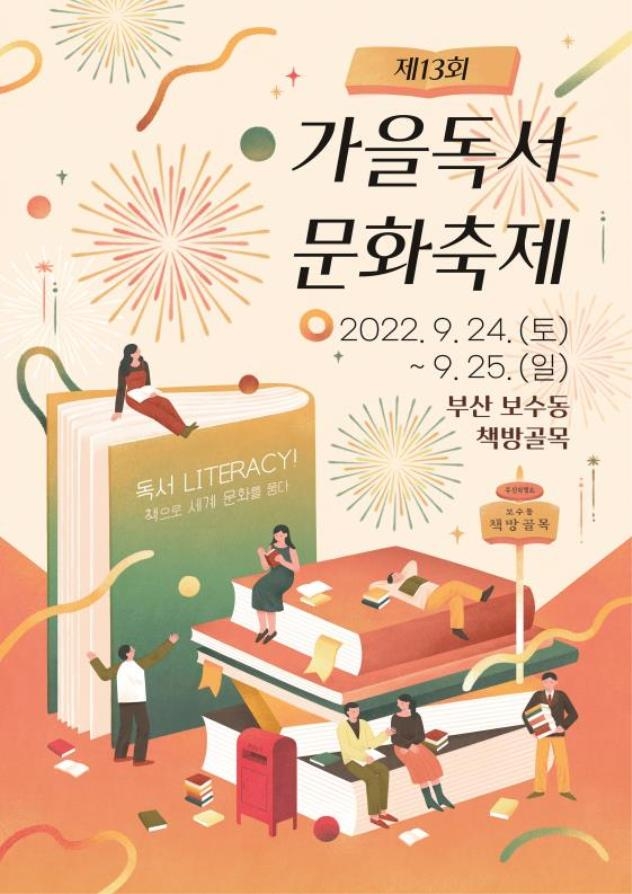 제13회
가을독서
문화축제
2022. 9. 24. (토)
~ 9. 25. (일)
부산 보수동
책방골목
독서 LITERACY!
책으로 세계 문화를 품다
보수동
책방골목